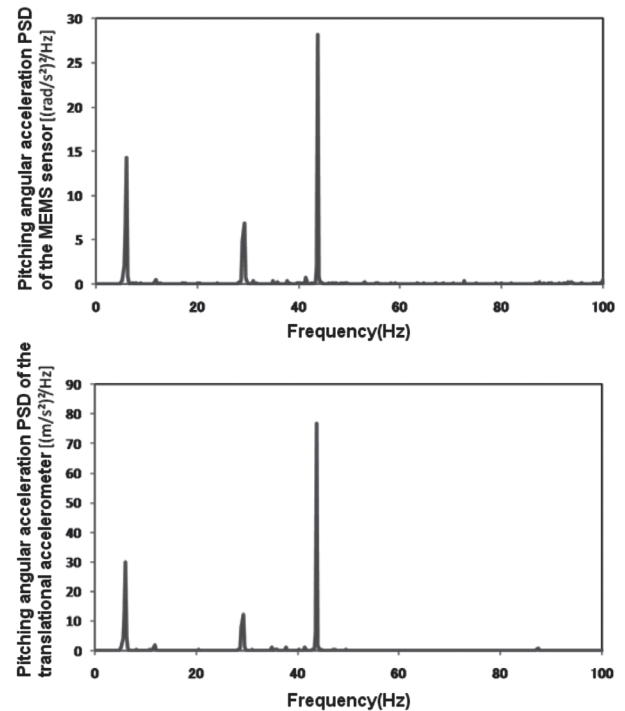 Pitching angular acceleration PSD
of the MEMS sensor [(rad/s²)²/Hz]
30
25
20
15
10
5
0
0 20 40 60 80 100
Frequency(Hz)
Pitching angular acceleration PSD of the
translational accelerometer [(m/s²)²/Hz]
90
80
70
60
50
40
30
20
10
0
0 20 40 60 80 100
Frequency(Hz)